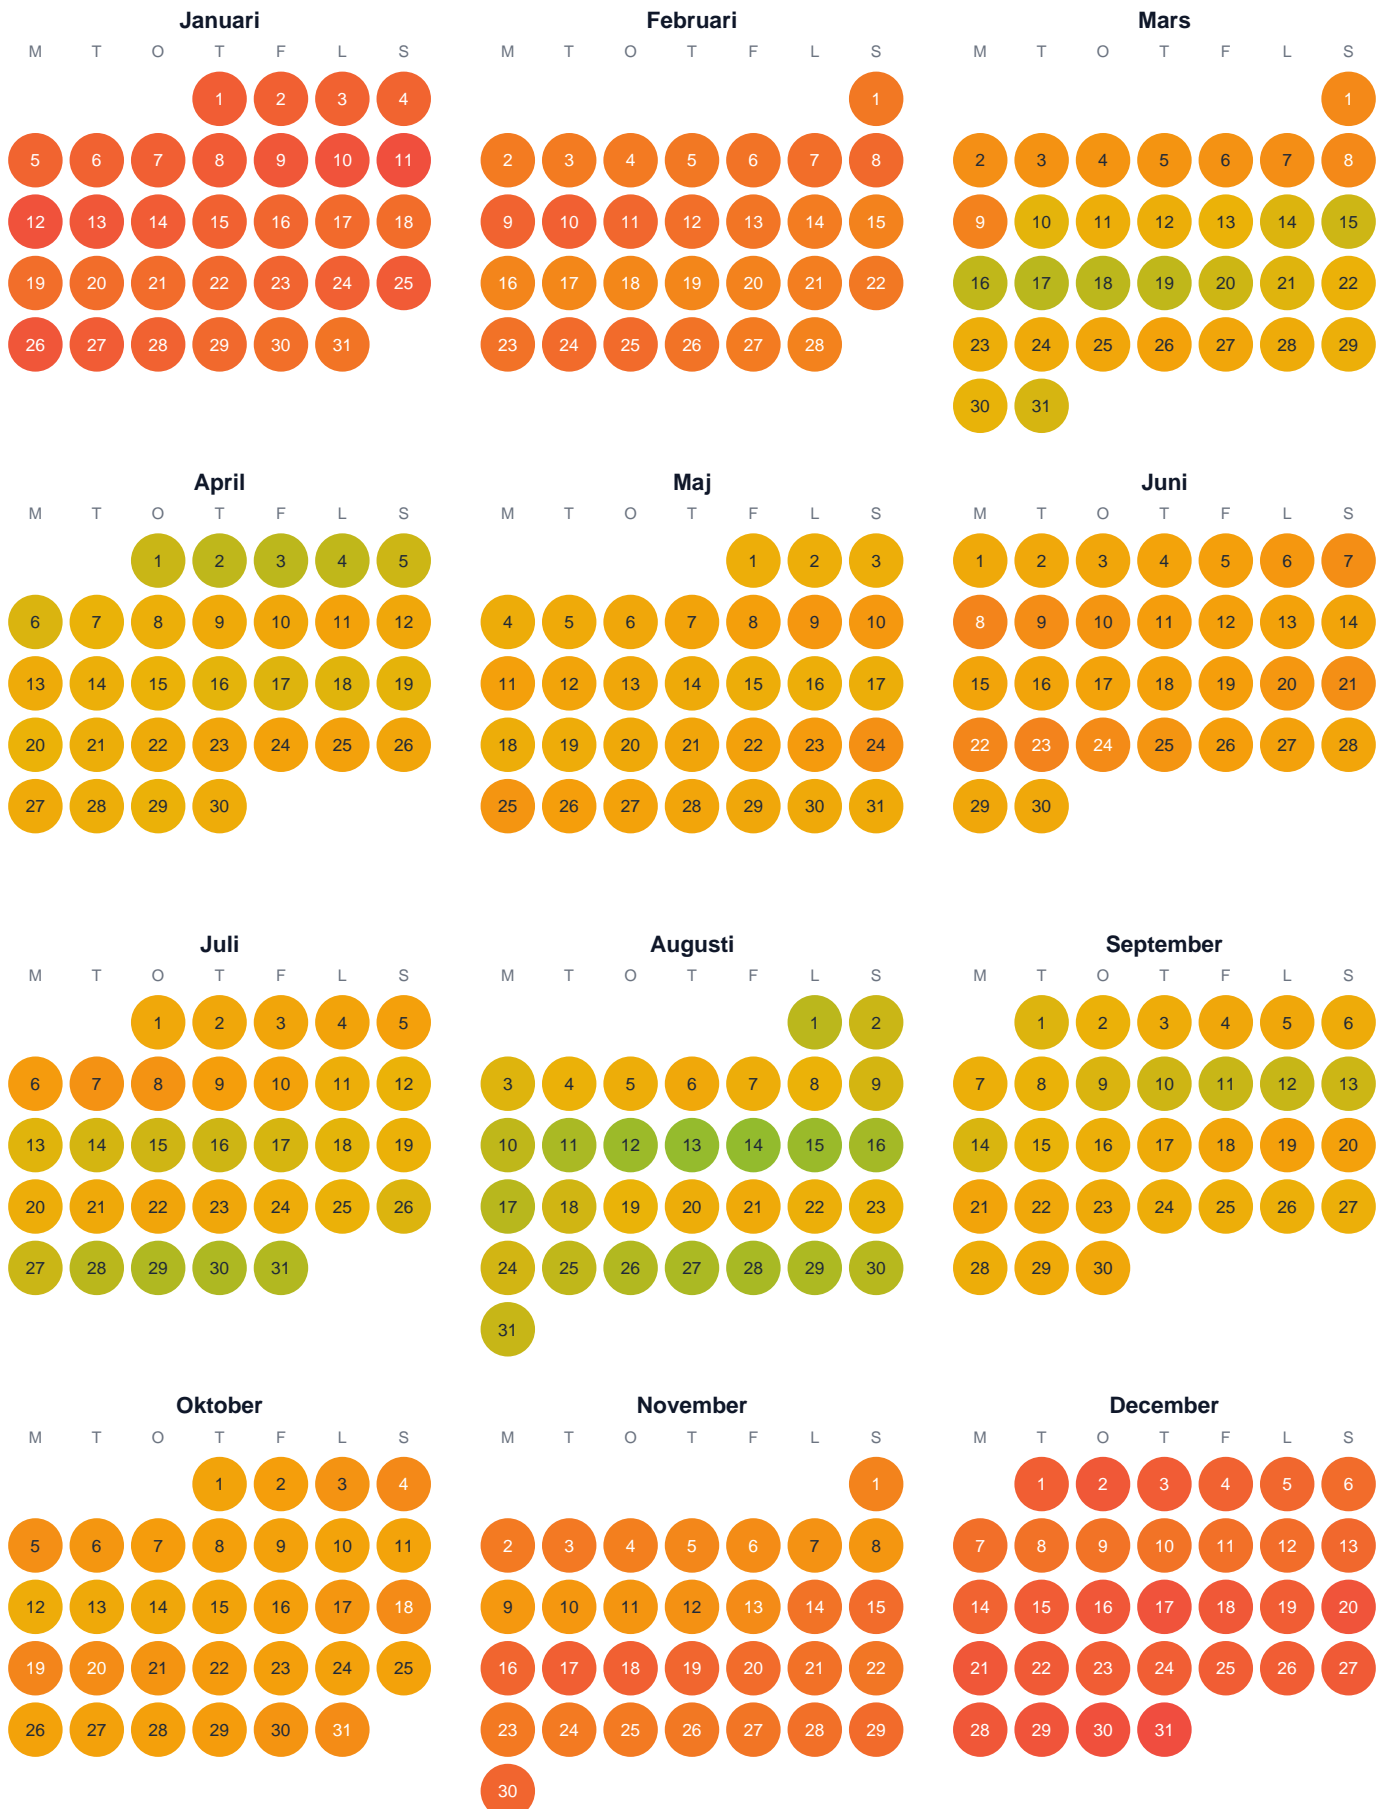 Januari
M T O T F L S
1 2 3 4
5 6 7 8 9 10 11
12 13 14 15 16 17 18
19 20 21 22 23 24 25
26 27 28 29 30 31
Februari
M T O T F L S
1
2 3 4 5 6 7 8
9 10 11 12 13 14 15
16 17 18 19 20 21 22
23 24 25 26 27 28
Mars
M T O T F L S
1
2 3 4 5 6 7 8
9 10 11 12 13 14 15
16 17 18 19 20 21 22
23 24 25 26 27 28 29
30 31
April
M T O T F L S
1 2 3 4 5
6 7 8 9 10 11 12
13 14 15 16 17 18 19
20 21 22 23 24 25 26
27 28 29 30
Maj
M T O T F L S
1 2 3
4 5 6 7 8 9 10
11 12 13 14 15 16 17
18 19 20 21 22 23 24
25 26 27 28 29 30 31
Juni
M T O T F L S
1 2 3 4 5 6 7
8 9 10 11 12 13 14
15 16 17 18 19 20 21
22 23 24 25 26 27 28
29 30
Juli
M T O T F L S
1 2 3 4 5
6 7 8 9 10 11 12
13 14 15 16 17 18 19
20 21 22 23 24 25 26
27 28 29 30 31
Augusti
M T O T F L S
1 2
3 4 5 6 7 8 9
10 11 12 13 14 15 16
17 18 19 20 21 22 23
24 25 26 27 28 29 30
31
September
M T O T F L S
1 2 3 4 5 6
7 8 9 10 11 12 13
14 15 16 17 18 19 20
21 22 23 24 25 26 27
28 29 30
Oktober
M T O T F L S
1 2 3 4
5 6 7 8 9 10 11
12 13 14 15 16 17 18
19 20 21 22 23 24 25
26 27 28 29 30 31
November
M T O T F L S
1
2 3 4 5 6 7 8
9 10 11 12 13 14 15
16 17 18 19 20 21 22
23 24 25 26 27 28 29
30
December
M T O T F L S
1 2 3 4 5 6
7 8 9 10 11 12 13
14 15 16 17 18 19 20
21 22 23 24 25 26 27
28 29 30 31